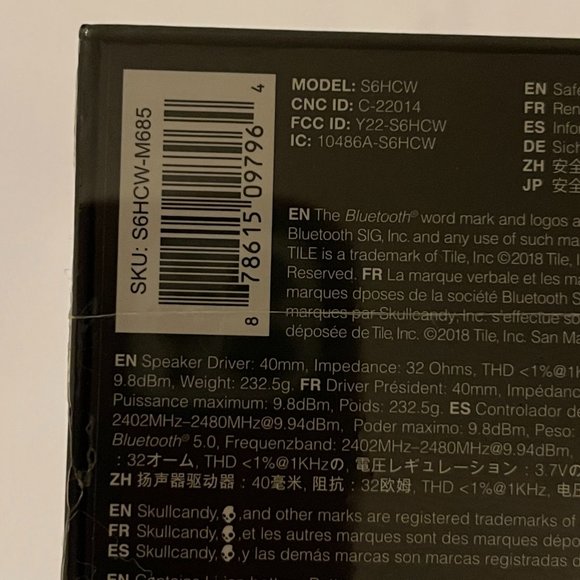 SKU: S6HCW-M685
8 78615 09796 4
MODEL: S6HCW
CNC ID: C-22014
FCC ID: Y22-S6HCW
IC: 10486A-S6HCW
EN Safe
FR Ren
ES Infor
DE Sich
ZH 安全
JP 安全
EN The Bluetooth® word mark and logos a
Bluetooth SIG, Inc. and any use of such ma
TILE is a trademark of Tile, Inc ©2018 Tile, I
Reserved. FR La marque verbale et les ma
marques dposes de la société Bluetooth S
marques par Skullcandy, Inc. s'effectue so
déposée de Tile, Inc. ©2018 Tile, Inc. San Ma
EN Speaker Driver: 40mm, Impedance: 32 Ohms, THD <1%@1K
9.8dBm, Weight: 232.5g. FR Driver Président: 40mm, Impédanc
Puissance maximum: 9.8dBm, Poids: 232.5g. ES Controlador de
2402MHz–2480MHz@9.94dBm, Poder maximo: 9.8dBm, Peso:
Bluetooth® 5.0, Frequenzband: 2402MHz–2480MHz@9.94dBm,
: 32オーム, THD <1%@1KHzの, 電圧レギュレーション : 3.7V
ZH 扬声器驱动器 : 40毫米, 阻抗 : 32欧姆, THD <1%@1KHz, 电
EN Skullcandy, , and other marks are registered trademarks of
FR Skullcandy, , et les autres marques sont des marques dépos
ES Skullcandy, , y las demás marcas son marcas registradas c